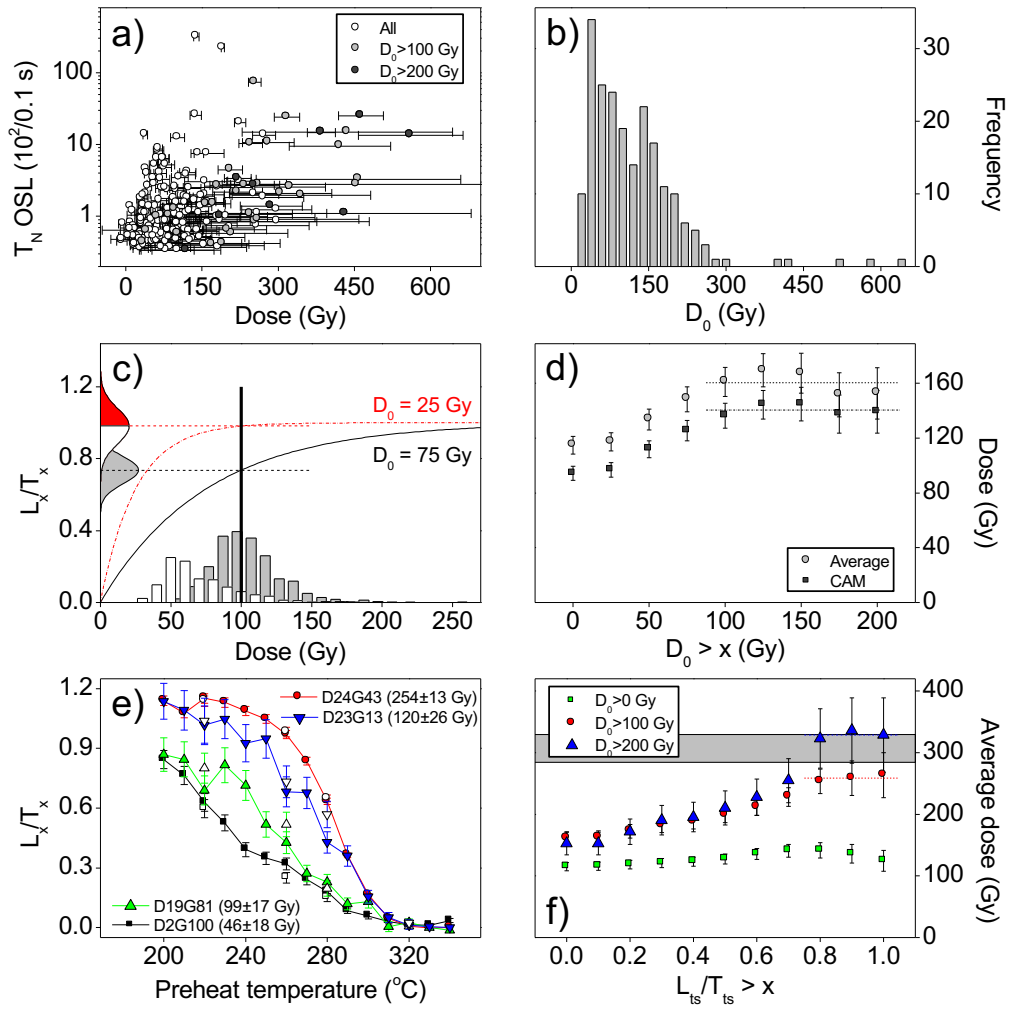 a)
All
D0>100 Gy
D0>200 Gy
100
10
1
TN OSL (10²/0.1 s)
0 150 300 450 600
Dose (Gy)
b)
30
20
10
0
Frequency
0 150 300 450 600
D0 (Gy)
c)
1.2
0.8
0.4
0.0
Lx/Tx
D0 = 25 Gy
D0 = 75 Gy
0 50 100 150 200 250
Dose (Gy)
d)
160
120
80
40
0
Dose (Gy)
Average
CAM
0 50 100 150 200
D0 > x (Gy)
e)
1.2
0.9
0.6
0.3
0.0
Lx/Tx
D24G43 (254±13 Gy)
D23G13 (120±26 Gy)
D19G81 (99±17 Gy)
D2G100 (46±18 Gy)
200 240 280 320
Preheat temperature (°C)
D0>0 Gy
D0>100 Gy
D0>200 Gy
400
300
200
100
0
Average dose (Gy)
f)
0.0 0.2 0.4 0.6 0.8 1.0
Lts/Tts > x